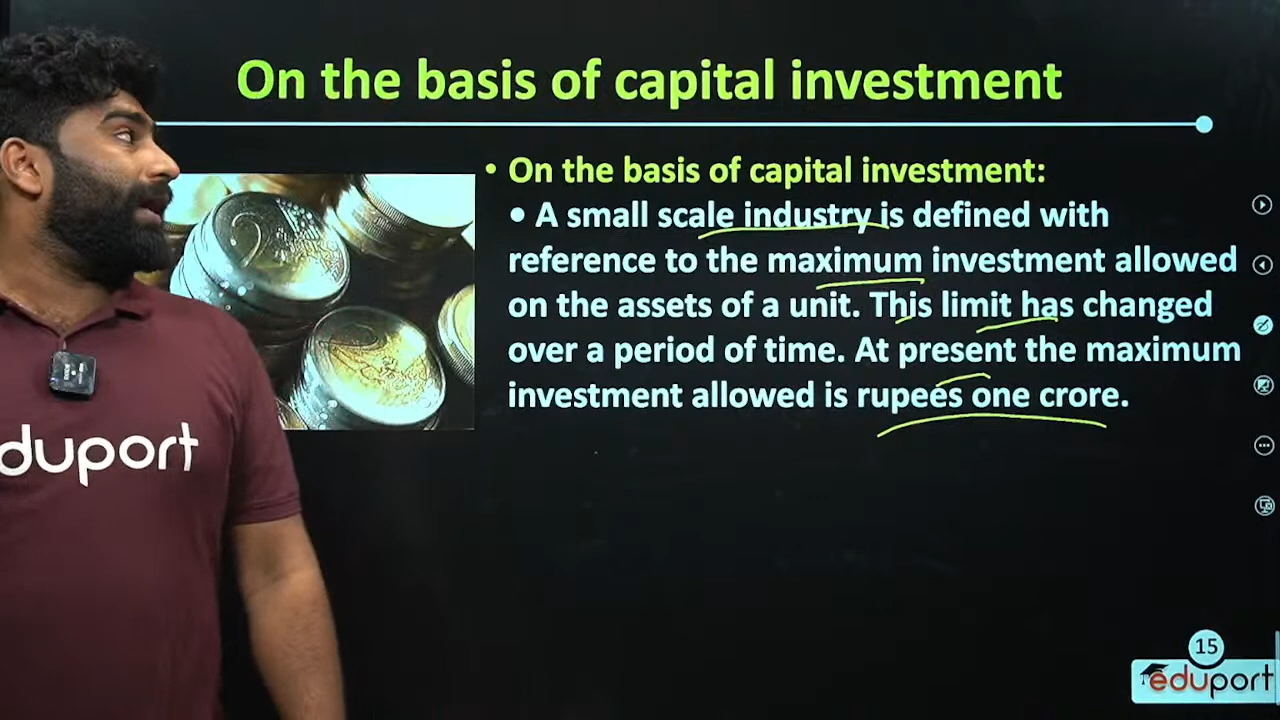 On the basis of capital investment
• On the basis of capital investment:
• A small scale industry is defined with
reference to the maximum investment allowed
on the assets of a unit. This limit has changed
over a period of time. At present the maximum
investment allowed is rupees one crore.
duport
15
eduport